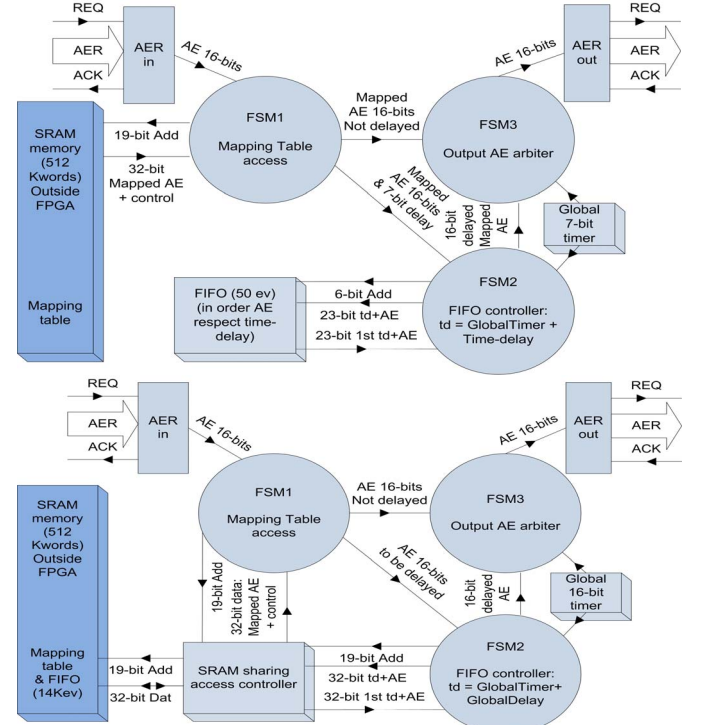 REQ
AER
ACK
AER
in
AE 16-bits
FSM1
Mapping Table
access
SRAM
memory
(512
Kwords)
Outside
FPGA
Mapping
table
19-bit Add
32-bit
Mapped AE
+ control
Mapped
AE 16-bits
Not delayed
FSM3
Output AE arbiter
AE 16-bits
AER
out
REQ
AER
ACK
Mapped
AE 16-bits
& 7-bit delay
16-bit
delayed
Mapped
AE
Global
7-bit
timer
FSM2
FIFO controller:
td = GlobalTimer +
Time-delay
FIFO (50 ev)
(in order AE
respect time-
delay)
6-bit Add
23-bit td+AE
23-bit 1st td+AE
REQ
AER
ACK
AER
in
AE 16-bits
FSM1
Mapping Table
access
SRAM
memory
(512
Kwords)
Outside
FPGA
Mapping
table
& FIFO
(14Kev)
AE 16-bits
Not delayed
FSM3
Output AE arbiter
AE 16-bits
AER
out
REQ
AER
ACK
AE 16-bits
to be delayed
16-bit
delayed
AE
Global
16-bit
timer
19-bit Add
32-bit data:
Mapped AE
+ control
19-bit Add
32-bit Dat
SRAM sharing
access controller
19-bit Add
32-bit td+AE
32-bit 1st td+AE
FSM2
FIFO controller:
td = GlobalTimer+
GlobalDelay